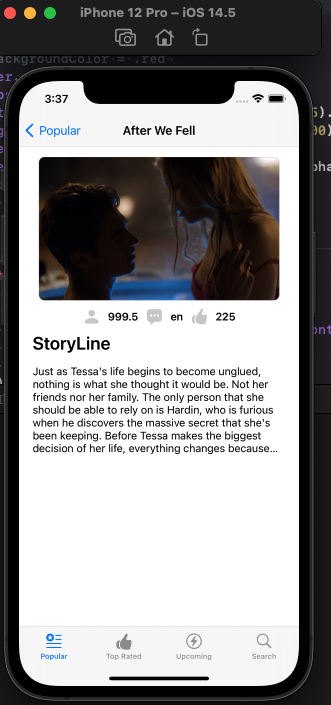 iPhone 12 Pro – iOS 14.5
ackgroundColor = .red
3:37
Popular
After We Fell
999.5 en 225
StoryLine
Just as Tessa's life begins to become unglued,
nothing is what she thought it would be. Not her
friends nor her family. The only person that she
should be able to rely on is Hardin, who is furious
when he discovers the massive secret that she's
been keeping. Before Tessa makes the biggest
decision of her life, everything changes because...
Popular Top Rated Upcoming Search